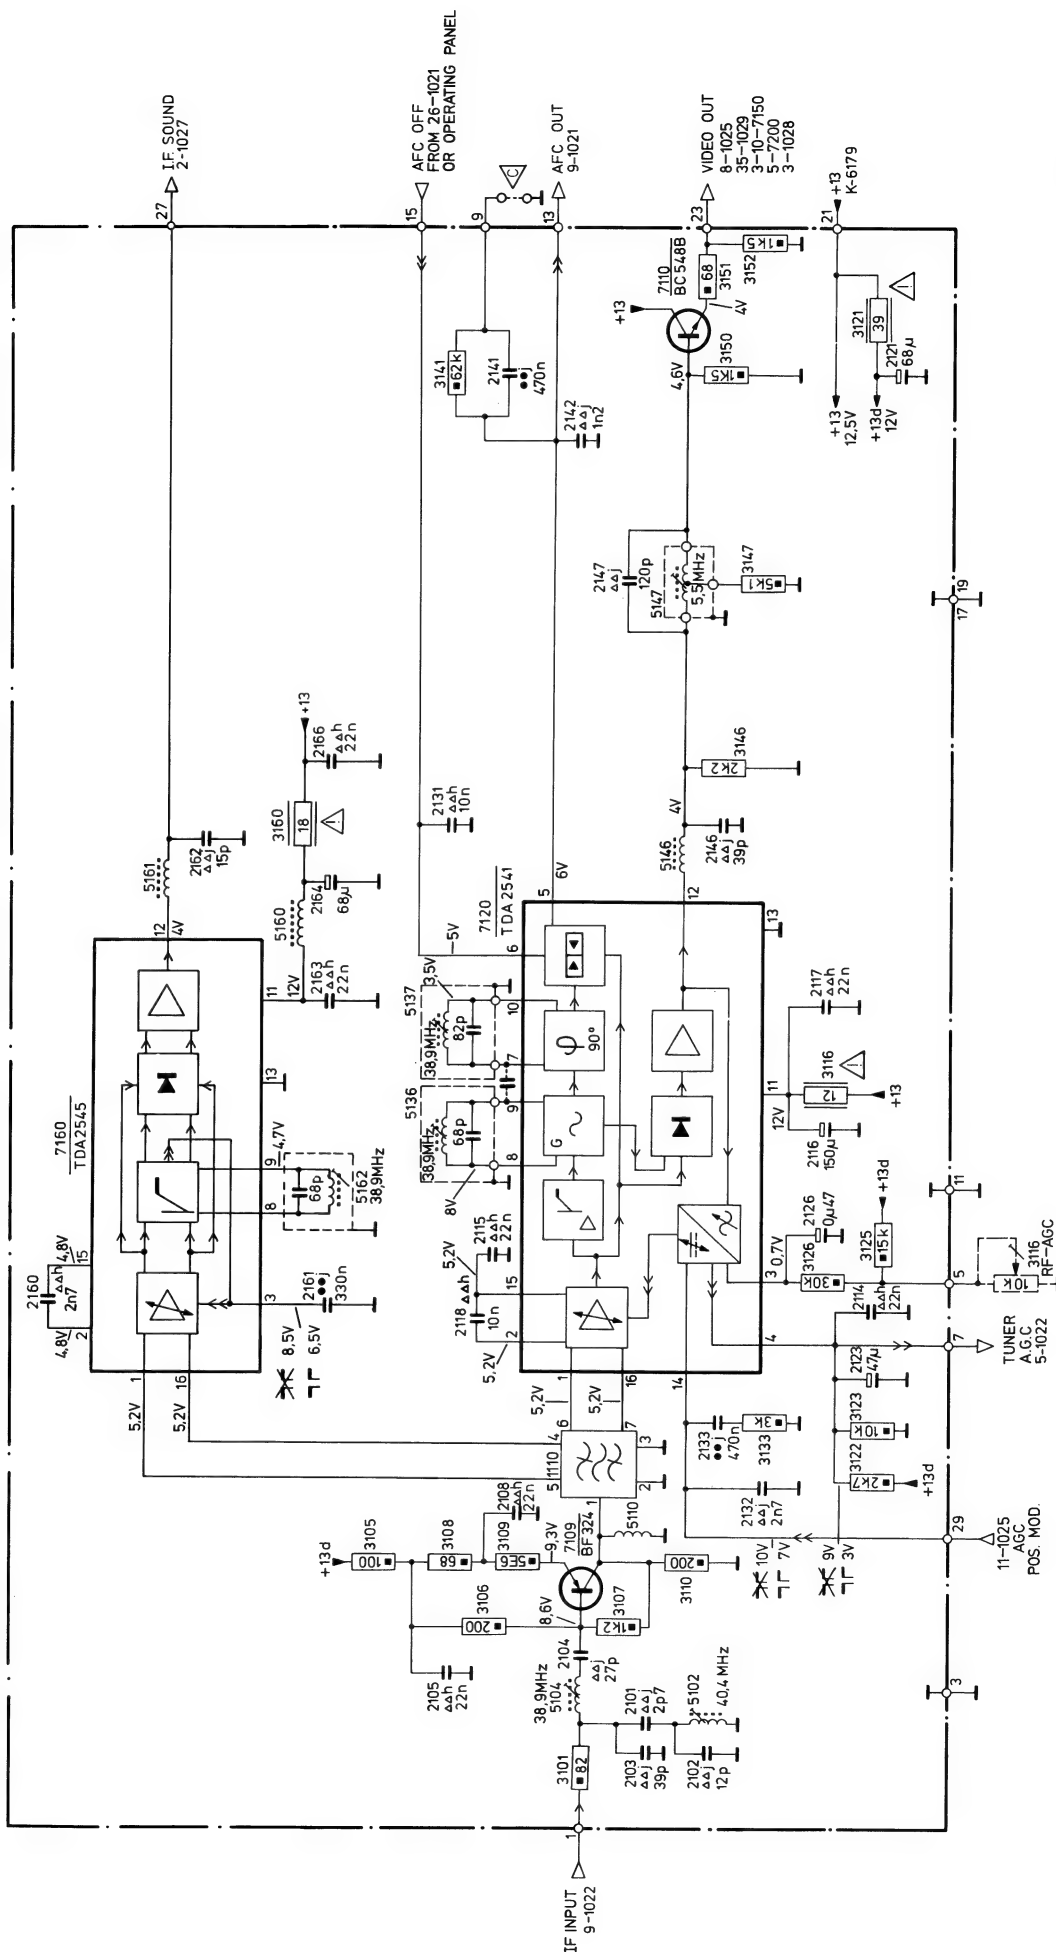 I.F. SOUND
2-1027
27
AFC OFF
FROM 26-1021
OR OPERATING PANEL
15
C
9
AFC OUT
9-1021
13
VIDEO OUT
8-1025
35-1029
3-10-7150
5-7200
3-1028
23
+13
K-6179
21
7160
TDA2545
2160
h
2n7
4,8V
4,8V
2
15
1
16
5,2V
5,2V
3
8,5V
6,5V
2161
j
330n
8
9
4,7V
68p
5162
38,9MHz
13
11
12V
2163
h
22n
5160
2164
68µ
3160
18
2166
h
22n
+13
12
4V
5161
2162
j
15p
2131
h
10n
7120
TDA 2541
5
6V
6
5V
3,5V
5137
38,9MHz
82p
10
7
5136
38,9MHz
68p
9
8
8V
G
φ
90°
2115
h
22n
5,2V
15
2118
h
10n
2
5,2V
1
5,2V
16
5,2V
14
4
3
0,7V
13
11
12V
12
5146
2146
j
39p
4V
3146
2k2
2147
j
120p
5147
5,5MHz
3147
5k1
3141
62k
2141
j
470n
2142
j
1n2
4,6V
3150
1K5
7110
BC 548B
+13
4V
68
3151
1k5
3152
3121
39
2121
68µ
+13
12,5V
+13d
12V
2117
h
22n
3116
12
+13
2116
150µ
2126
0µ47
3126
30k
3125
15k
+13d
2114
h
22n
3116
10k
RF-AGC
5
11
7
TUNER
A.G.C
5-1022
2123
47µ
3123
10k
3122
2k7
+13d
9V
3V
10V
7V
29
11-1025
AGC
POS. MOD.
2133
j
470n
3k
3133
2132
j
2n7
5110
1110
5
4
6
7
1
2
3
+13d
3105
100
3108
68
2108
h
22n
3109
5E6
9,3V
7109
BF324
3106
200
8,6V
1k2
3107
200
3110
2105
h
22n
2104
j
27p
38,9MHz
5104
2101
j
2p7
5102
40,4MHz
2103
j
39p
2102
j
12p
3101
82
1
IF INPUT
9-1022
3
17
19